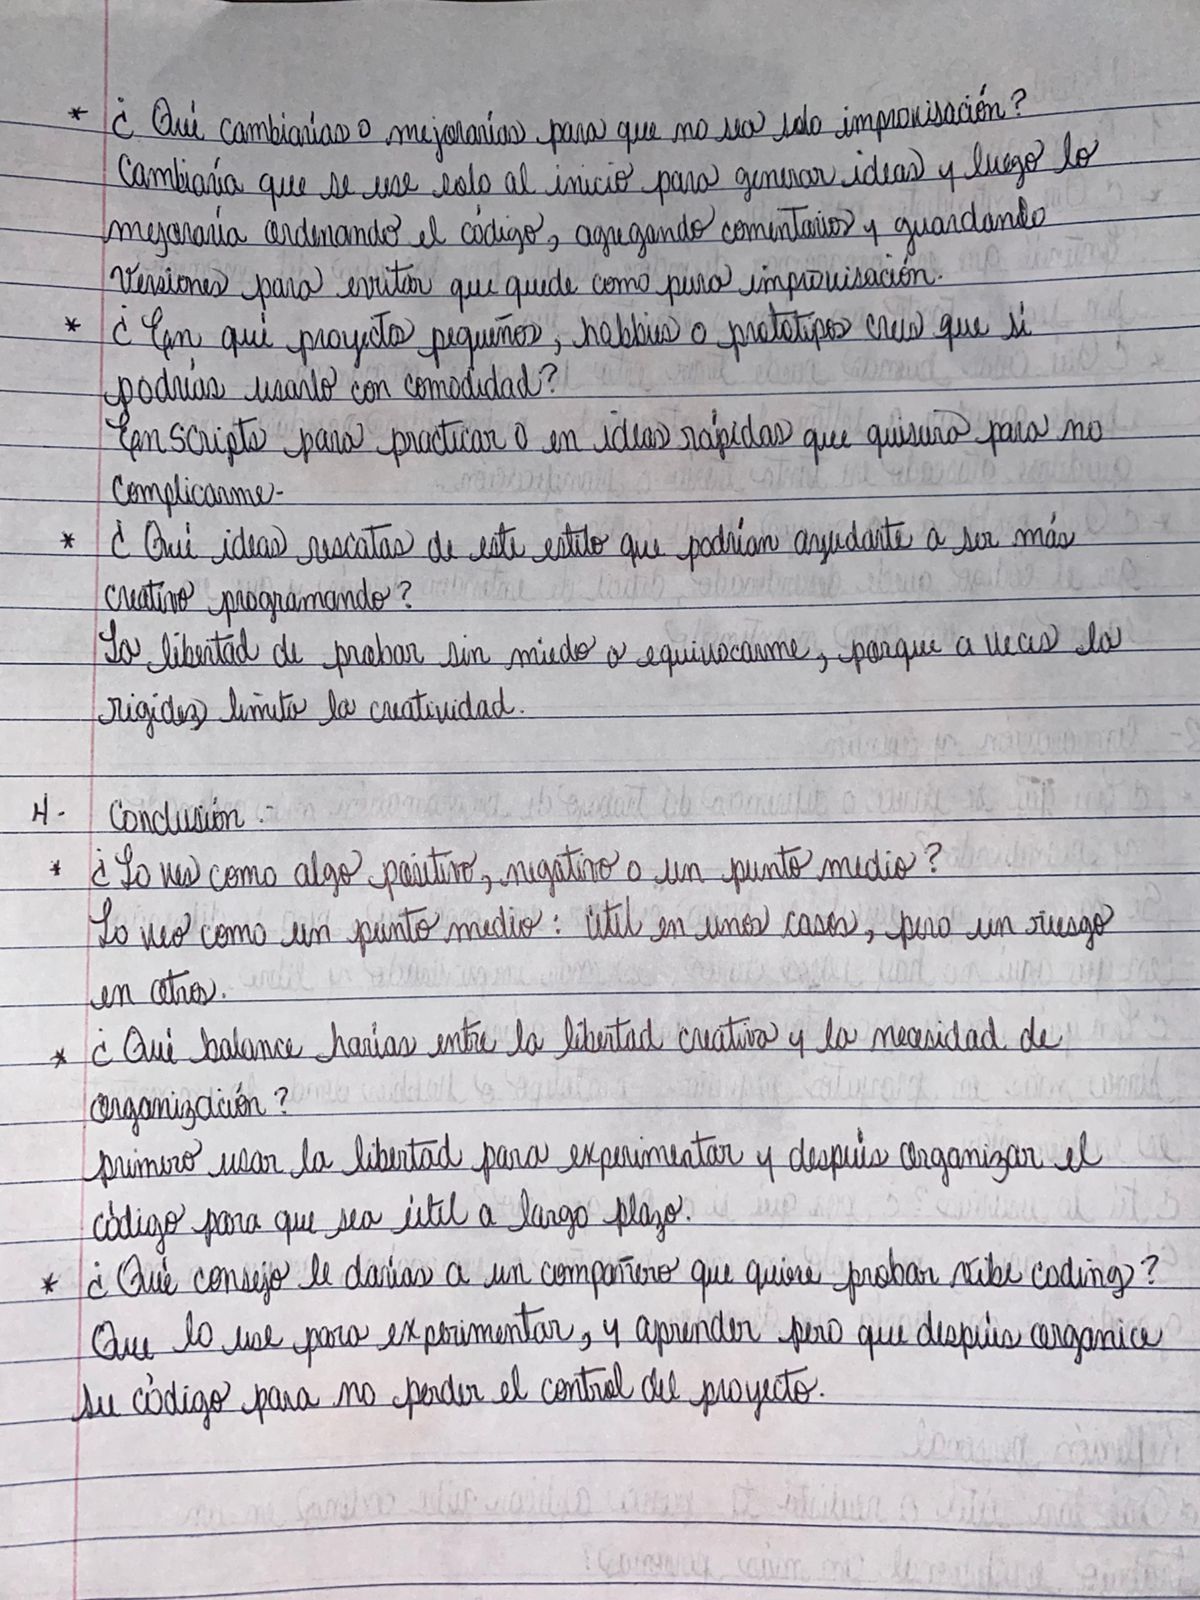 * ¿Qué cambiarías o mejorarías para que no sea solo improvisación?
Cambiaría que se use solo al inicio para generar ideas y luego lo
mejoraría ordenando el código, agregando comentarios y guardando
versiones para evitar que quede como pura improvisación.
* ¿En qué proyectos pequeños, hobbies o prototipos crees que si
podrías usarlo con comodidad?
En scripts para practicar o en ideas rápidas que quisiera para no
complicarme-
* ¿Qué ideas rescatas de este estilo que podrían ayudarte a ser más
creativo programando?
La libertad de probar sin miedo a equivocarme, porque a veces la
rigidez limita la creatividad.
4- Conclusión :-
* ¿Lo ves como algo positivo, negativo o un punto medio?
Lo veo como un punto medio: útil en unos casos, pero un riesgo
en otros.
* ¿Qué balance harías entre la libertad creativa y la necesidad de
organización?
primero usar la libertad para experimentar y después organizar el
código para que sea útil a largo plazo.
* ¿Qué consejo le darías a un compañero que quiere probar vibe coding?
Que lo use para experimentar, y aprender pero que después organice
su código para no perder el control del proyecto.